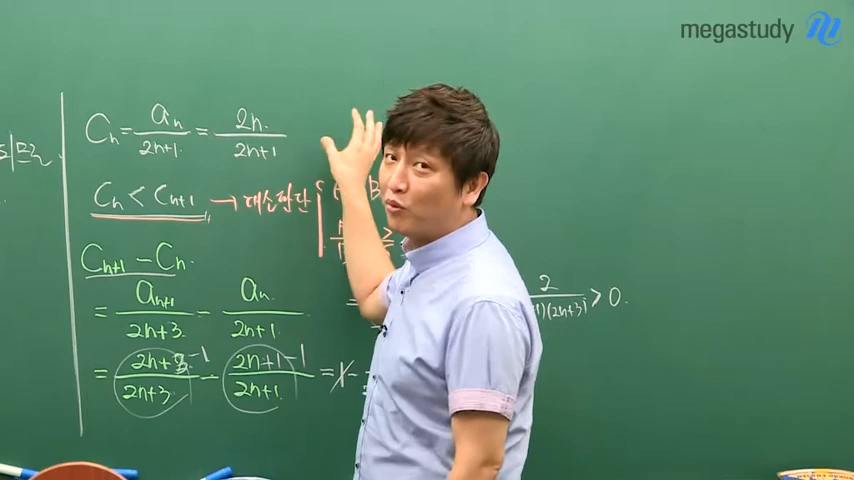 megastudy
Cn = an/2n+1 = 2n/2n+1
Cn < Cn+1 → 대소판단
Cn+1 - Cn
= an+1/2n+3 - an/2n+1
= 2n+3-1/2n+3 - 2n+1-1/2n+1 = 1 -
2/(2n+3) > 0.